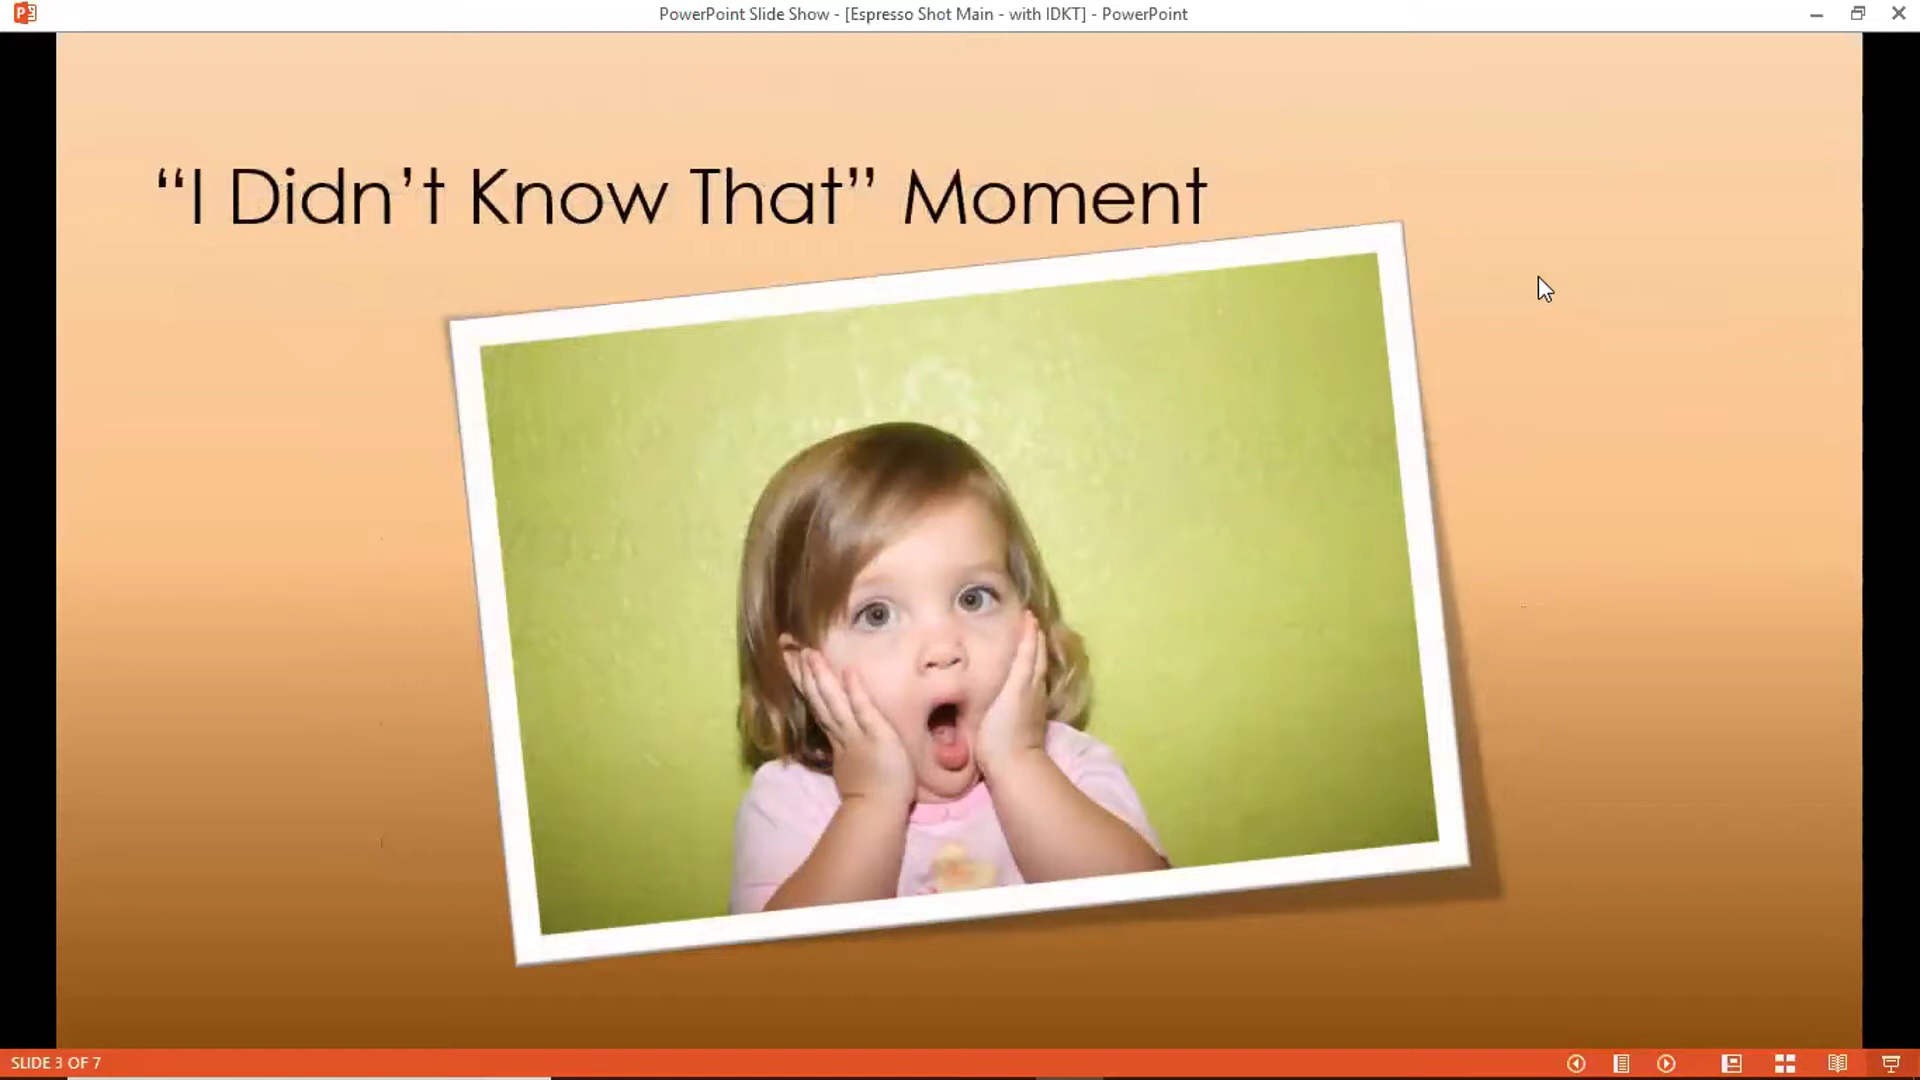 PowerPoint Slide Show - [Espresso Shot Main - with IDKT] - PowerPoint
“I Didn’t Know That” Moment
SLIDE 3 OF 7